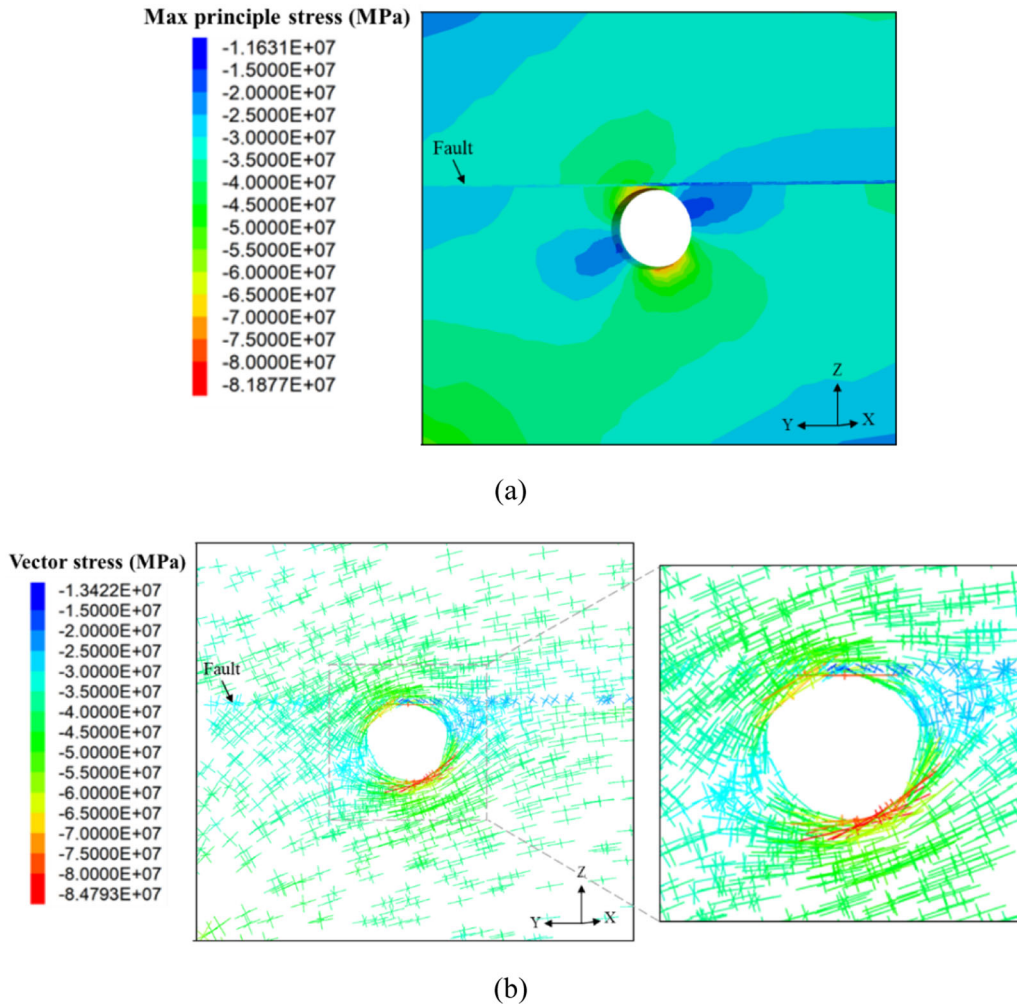 Max principle stress (MPa)
-1.1631E+07
-1.5000E+07
-2.0000E+07
-2.5000E+07
-3.0000E+07
-3.5000E+07
-4.0000E+07
-4.5000E+07
-5.0000E+07
-5.5000E+07
-6.0000E+07
-6.5000E+07
-7.0000E+07
-7.5000E+07
-8.0000E+07
-8.1877E+07
Fault
Z
Y
X
(a)
Vector stress (MPa)
-1.3422E+07
-1.5000E+07
-2.0000E+07
-3.0000E+07
-3.5000E+07
-4.0000E+07
-4.5000E+07
-5.0000E+07
-5.5000E+07
-6.0000E+07
-6.5000E+07
-7.0000E+07
-7.5000E+07
-8.0000E+07
-8.4793E+07
Fault
Z
Y
X
(b)